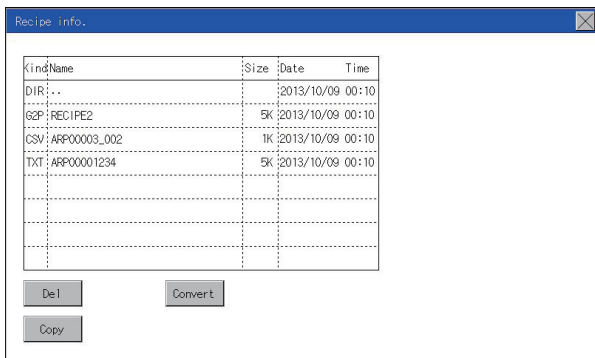 Recipe info.
Kind Name Size Date Time
DIR .. 2013/10/09 00:10
G2P RECIPE2 5K 2013/10/09 00:10
CSV ARP00003_002 1K 2013/10/09 00:10
TXT ARP00001234 5K 2013/10/09 00:10
Del Convert
Copy